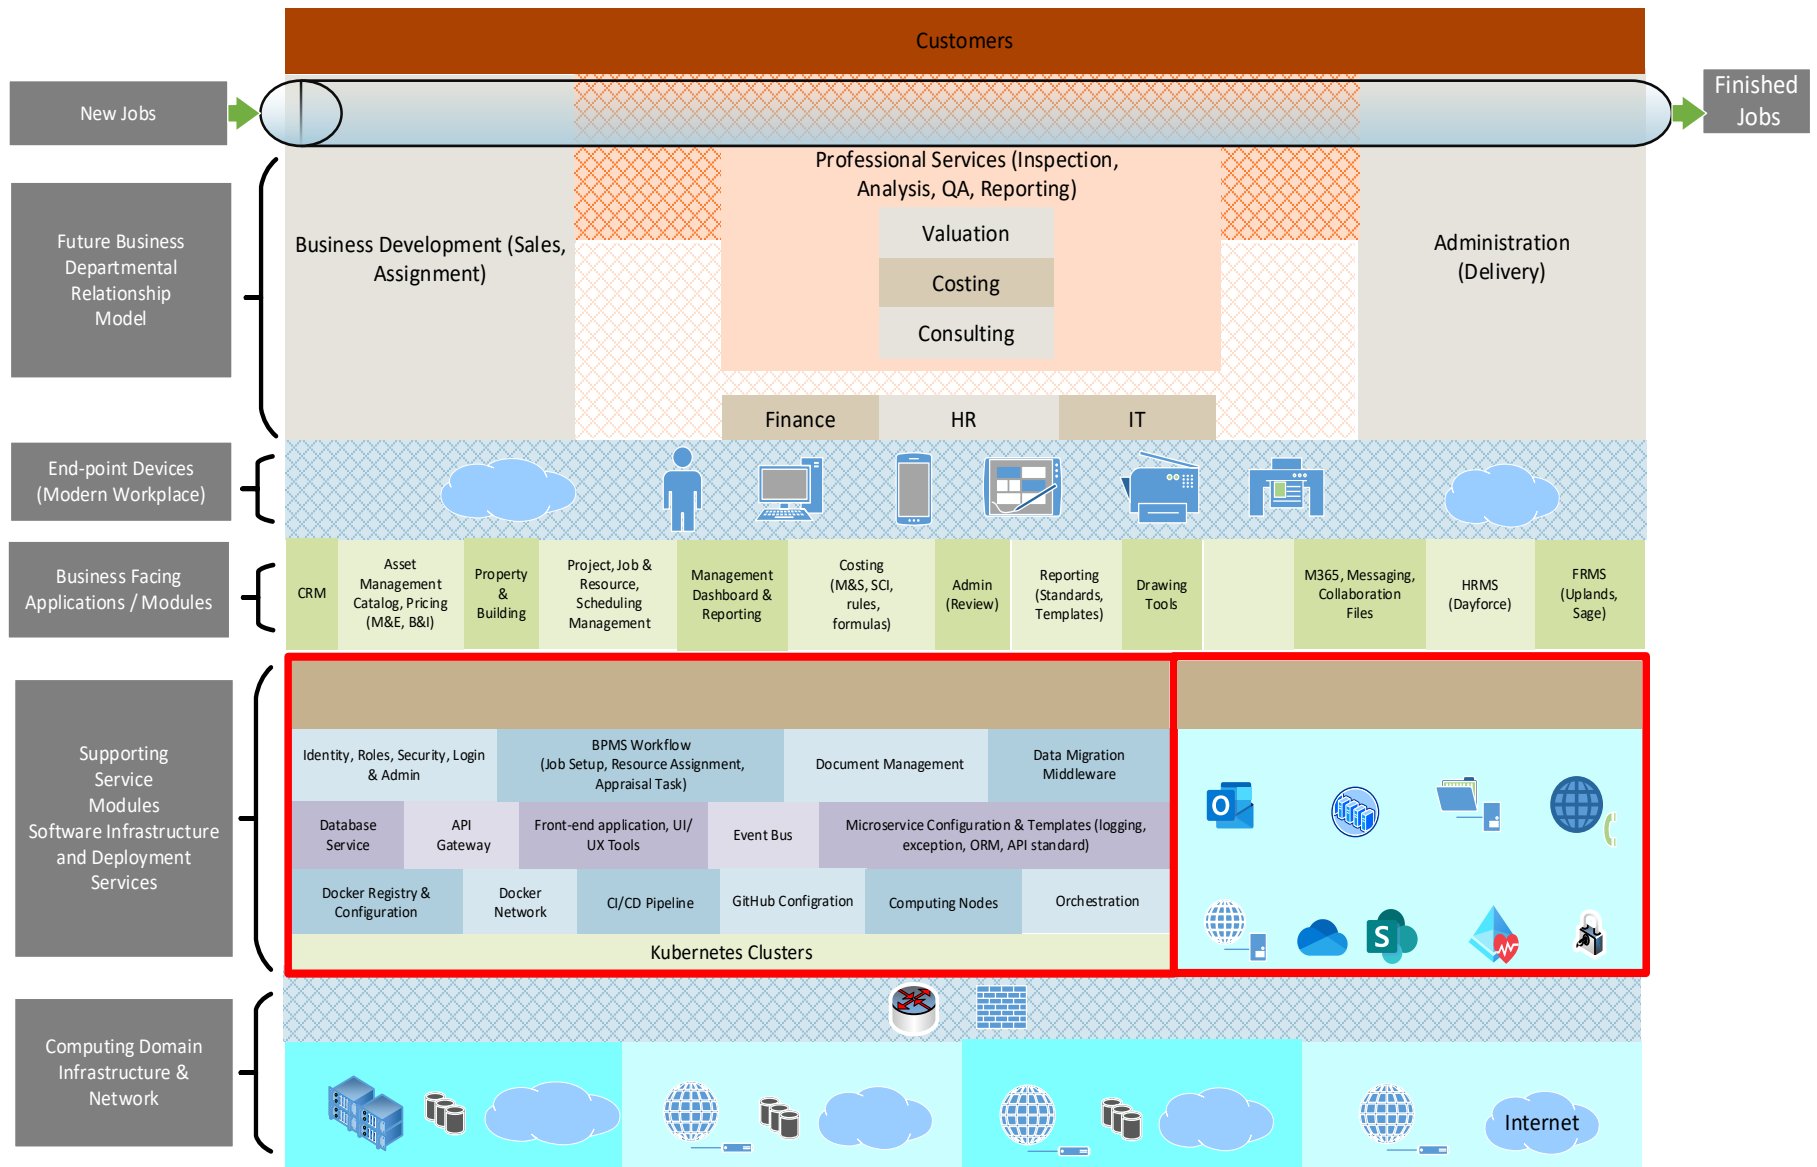 Customers
New Jobs
Finished
Jobs
Future Business
Departmental
Relationship
Model
Business Development (Sales,
Assignment)
Professional Services (Inspection,
Analysis, QA, Reporting)
Valuation
Costing
Consulting
Administration
(Delivery)
Finance
HR
IT
End-point Devices
(Modern Workplace)
Business Facing
Applications / Modules
CRM
Asset
Management
Catalog, Pricing
(M&E, B&I)
Property
&
Building
Project, Job &
Resource,
Scheduling
Management
Management
Dashboard &
Reporting
Costing
(M&S, SCI,
rules,
formulas)
Admin
(Review)
Reporting
(Standards,
Templates)
Drawing
Tools
M365, Messaging,
Collaboration
Files
HRMS
(Dayforce)
FRMS
(Uplands,
Sage)
Supporting
Service
Modules
Software Infrastructure
and Deployment
Services
Identity, Roles, Security, Login
& Admin
BPMS Workflow
(Job Setup, Resource Assignment,
Appraisal Task)
Document Management
Data Migration
Middleware
Database
Service
API
Gateway
Front-end application, UI/
UX Tools
Event Bus
Microservice Configuration & Templates (logging,
exception, ORM, API standard)
Docker Registry &
Configuration
Docker
Network
CI/CD Pipeline
GitHub Configration
Computing Nodes
Orchestration
Kubernetes Clusters
O
S
Computing Domain
Infrastructure &
Network
Internet